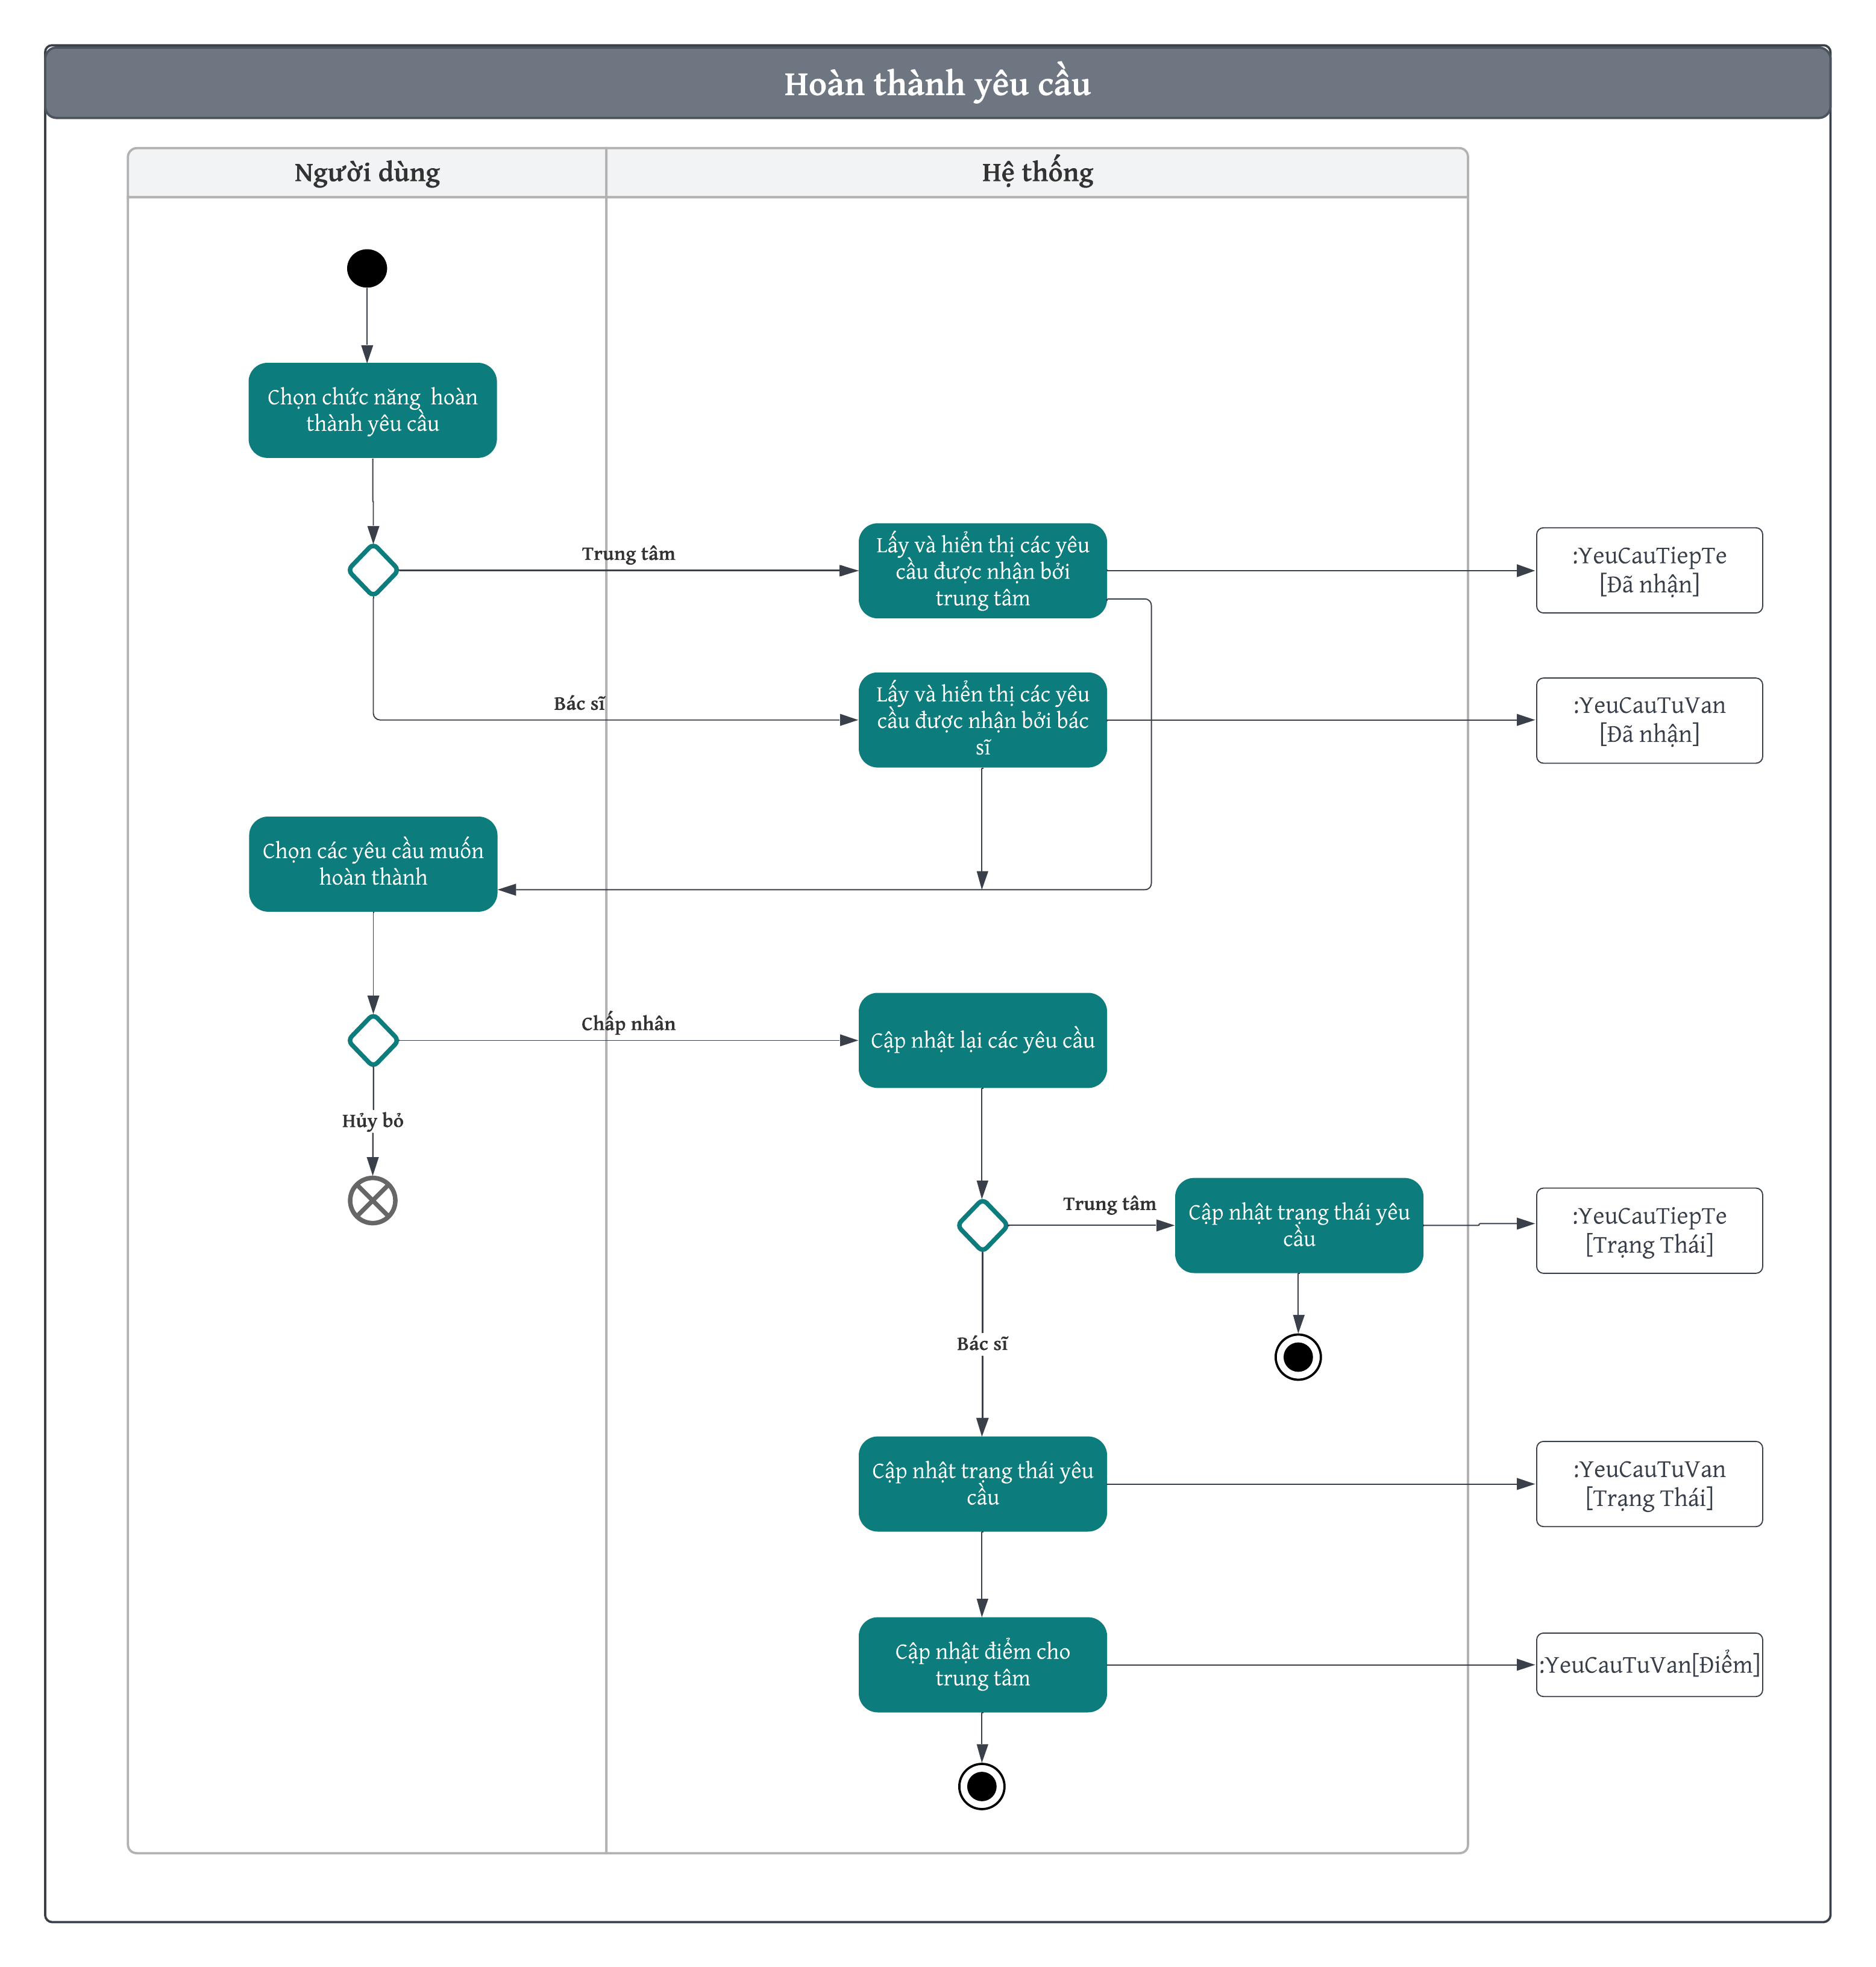 Hoàn thành yêu cầu
Người dùng
Hệ thống
Chọn chức năng  hoàn
thành yêu cầu
Trung tâm
Lấy và hiển thị các yêu
cầu được nhận bởi
trung tâm
:YeuCauTiepTe
[Đã nhận]
Bác sĩ
Lấy và hiển thị các yêu
cầu được nhận bởi bác
sĩ
:YeuCauTuVan
[Đã nhận]
Chọn các yêu cầu muốn
hoàn thành
Chấp nhân
Cập nhật lại các yêu cầu
Hủy bỏ
Trung tâm
Cập nhật trạng thái yêu
cầu
:YeuCauTiepTe
[Trạng Thái]
Bác sĩ
Cập nhật trạng thái yêu
cầu
:YeuCauTuVan
[Trạng Thái]
Cập nhật điểm cho
trung tâm
:YeuCauTuVan[Điểm]